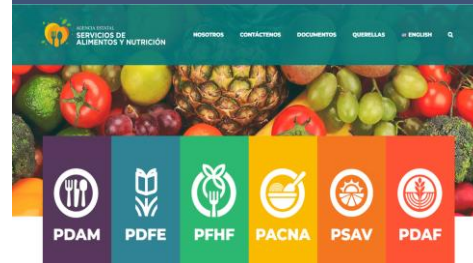 AGENCIA ESTATAL
SERVICIOS DE
ALIMENTOS Y NUTRICIÓN
NOSOTROS CONTÁCTENOS DOCUMENTOS QUERELLAS ENGLISH
PDAM PDFE PFHF PACNA PSAV PDAF